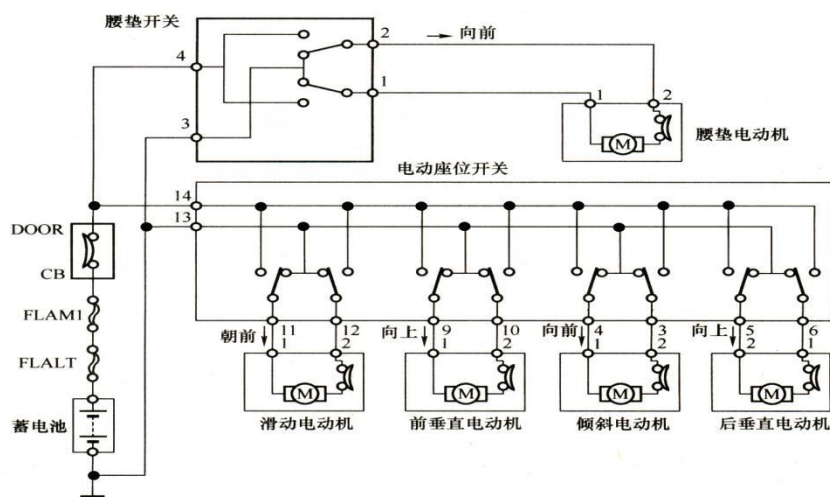 腰垫开关
2 向前
4
1
1 2
3
M
腰垫电动机
电动座位开关
14
13
DOOR
CB
FLAM1
朝前 11 12 向上 9 10 向前 4 3 向上 5 6
1 2 1 2 1 2 2 1
FLALT
M M M M
蓄电池
滑动电动机 前垂直电动机 倾斜电动机 后垂直电动机